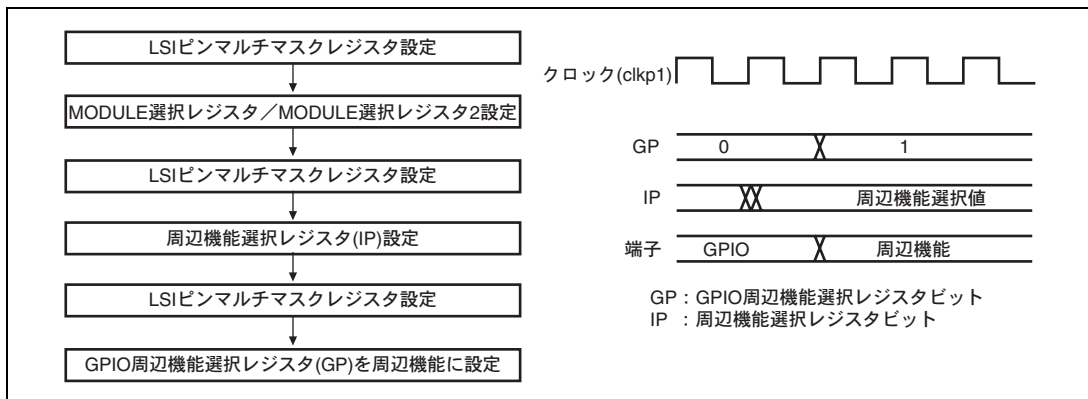 LSIピンマルチマスクレジスタ設定
MODULE選択レジスタ／MODULE選択レジスタ2設定
LSIピンマルチマスクレジスタ設定
周辺機能選択レジスタ(IP)設定
LSIピンマルチマスクレジスタ設定
GPIO周辺機能選択レジスタ(GP)を周辺機能に設定
クロック(clkp1)
GP 0 1
IP 周辺機能選択値
端子 GPIO 周辺機能
GP：GPIO周辺機能選択レジスタビット
IP ：周辺機能選択レジスタビット